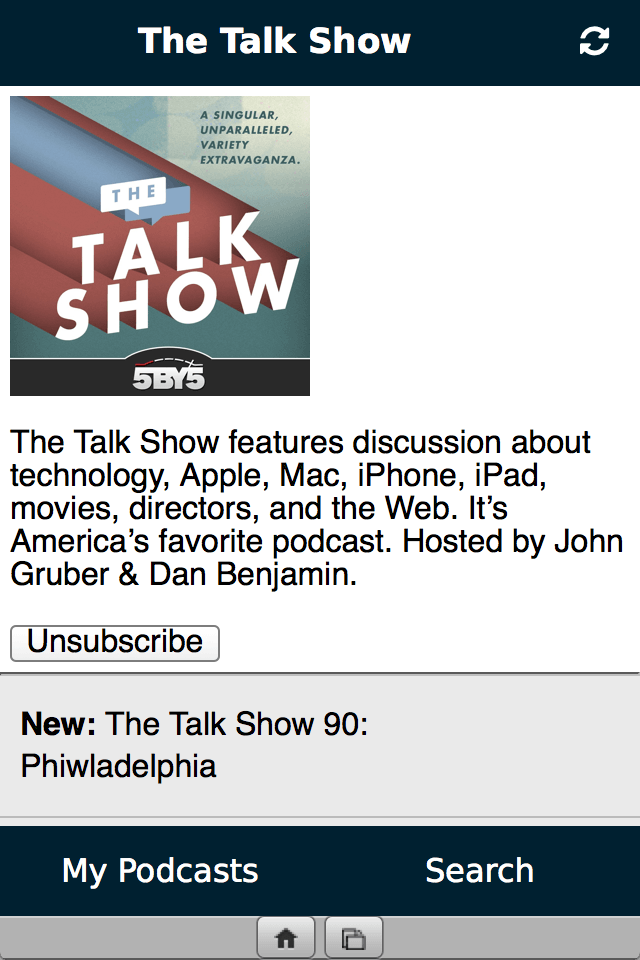 The Talk Show
A SINGULAR,
UNPARALLELED,
VARIETY
EXTRAVAGANZA.
THE
TALK
SHOW
5BY5
The Talk Show features discussion about
technology, Apple, Mac, iPhone, iPad,
movies, directors, and the Web. It’s
America’s favorite podcast. Hosted by John
Gruber & Dan Benjamin.
Unsubscribe
New: The Talk Show 90:
Phiwladelphia
My Podcasts
Search